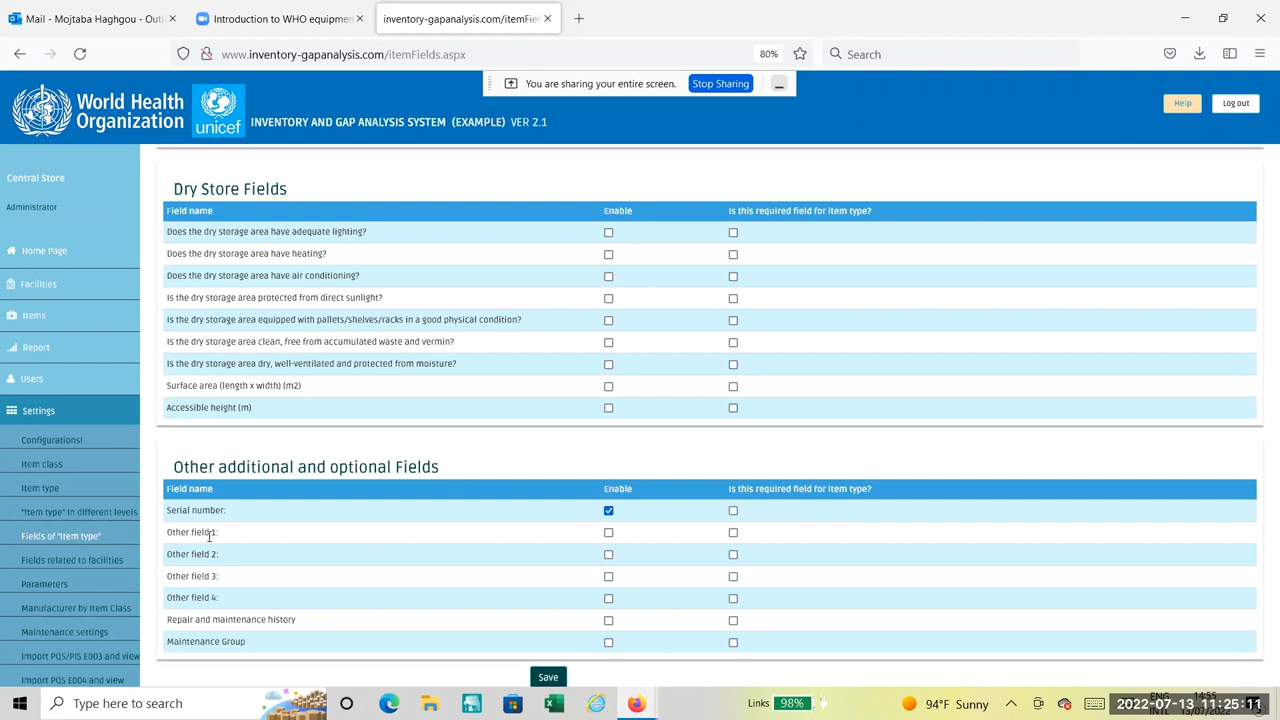 Mail - Mojtaba Haghgou - Outlo
Introduction to WHO equipmen
inventory-gapanalysis.com/itemFiel
www.inventory-gapanalysis.com/itemFields.aspx
80%
Search
You are sharing your entire screen.
Stop Sharing
World Health
Organization
unicef
INVENTORY AND GAP ANALYSIS SYSTEM (EXAMPLE) VER 2.1
Help
Log out
Central Store
Administrator
Home Page
Facilities
Items
Report
Users
Settings
Configurations!
Item class
Item type
"Item type" in different levels
Fields of "Item type"
Fields related to facilities
Parameters
Manufacturer by Item Class
Maintenance settings
Import PQS/PIS E003 and view
Import PQS E004 and view
Dry Store Fields
Field name Enable Is this required field for item type?
Does the dry storage area have adequate lighting?
Does the dry storage area have heating?
Does the dry storage area have air conditioning?
Is the dry storage area protected from direct sunlight?
Is the dry storage area equipped with pallets/shelves/racks in a good physical condition?
Is the dry storage area clean, free from accumulated waste and vermin?
Is the dry storage area dry, well-ventilated and protected from moisture?
Surface area (length x width) (m2)
Accessible height (m)
Other additional and optional Fields
Field name Enable Is this required field for item type?
Serial number:
Other field 1:
Other field 2:
Other field 3:
Other field 4:
Repair and maintenance history
Maintenance Group
Save
Type here to search
Links
98%
94°F Sunny
ENG
INTL
14:55
13/07/2022
2022-07-13 11:25:11